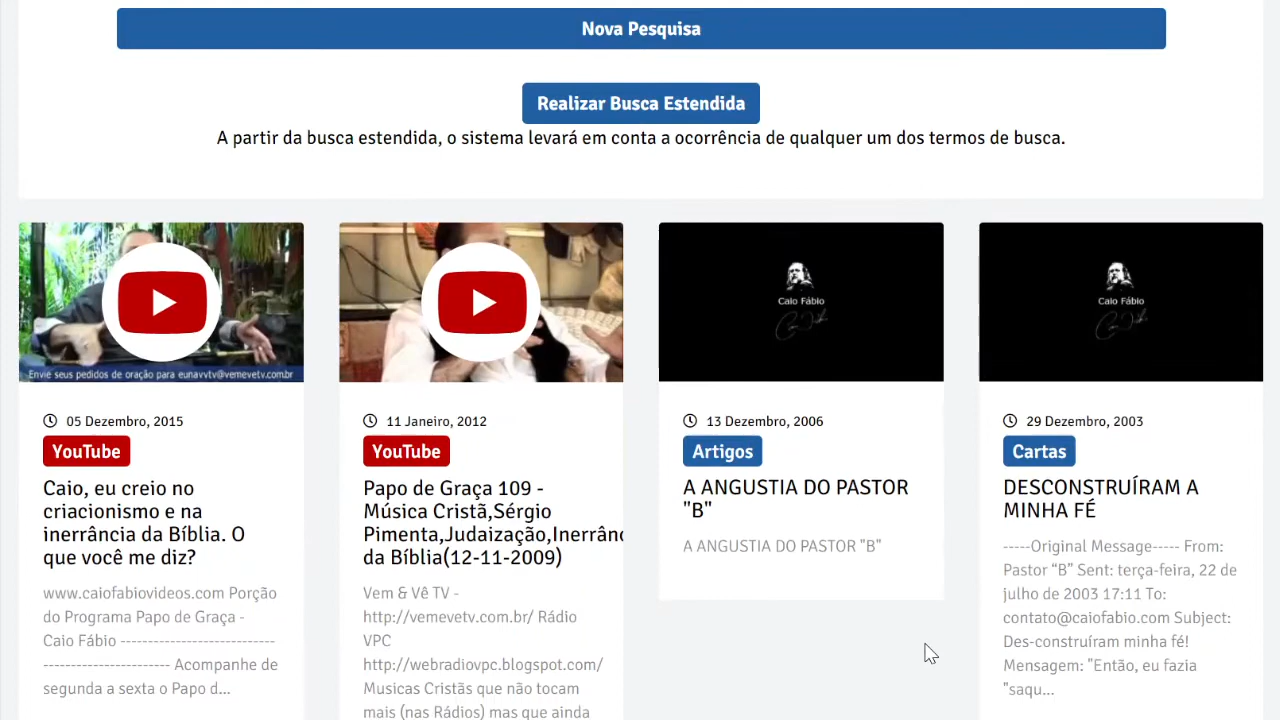 Nova Pesquisa
Realizar Busca Estendida
A partir da busca estendida, o sistema levará em conta a ocorrência de qualquer um dos termos de busca.
Envie seus pedidos de oração para eunavvtv@vemevetv.com.br
05 Dezembro, 2015
YouTube
Caio, eu creio no
criacionismo e na
inerrância da Bíblia. O
que você me diz?
www.caiofabiovideos.com Porção
do Programa Papo de Graça -
Caio Fábio ----------------------------
----------------------- Acompanhe de
segunda a sexta o Papo d...
11 Janeiro, 2012
YouTube
Papo de Graça 109 -
Música Cristã,Sérgio
Pimenta,Judaização,Inerrânc
da Bíblia(12-11-2009)
Vem & Vê TV -
http://vemevetv.com.br/ Rádio
VPC
http://webradiovpc.blogspot.com/
Musicas Cristãs que não tocam
mais (nas Rádios) mas que ainda
Caio Fábio
13 Dezembro, 2006
Artigos
A ANGUSTIA DO PASTOR
"B"
A ANGUSTIA DO PASTOR "B"
Caio Fábio
29 Dezembro, 2003
Cartas
DESCONSTRUÍRAM A
MINHA FÉ
-----Original Message----- From:
Pastor “B” Sent: terça-feira, 22 de
julho de 2003 17:11 To:
contato@caiofabio.com Subject:
Des-construíram minha fé!
Mensagem: "Então, eu fazia
"saqu...